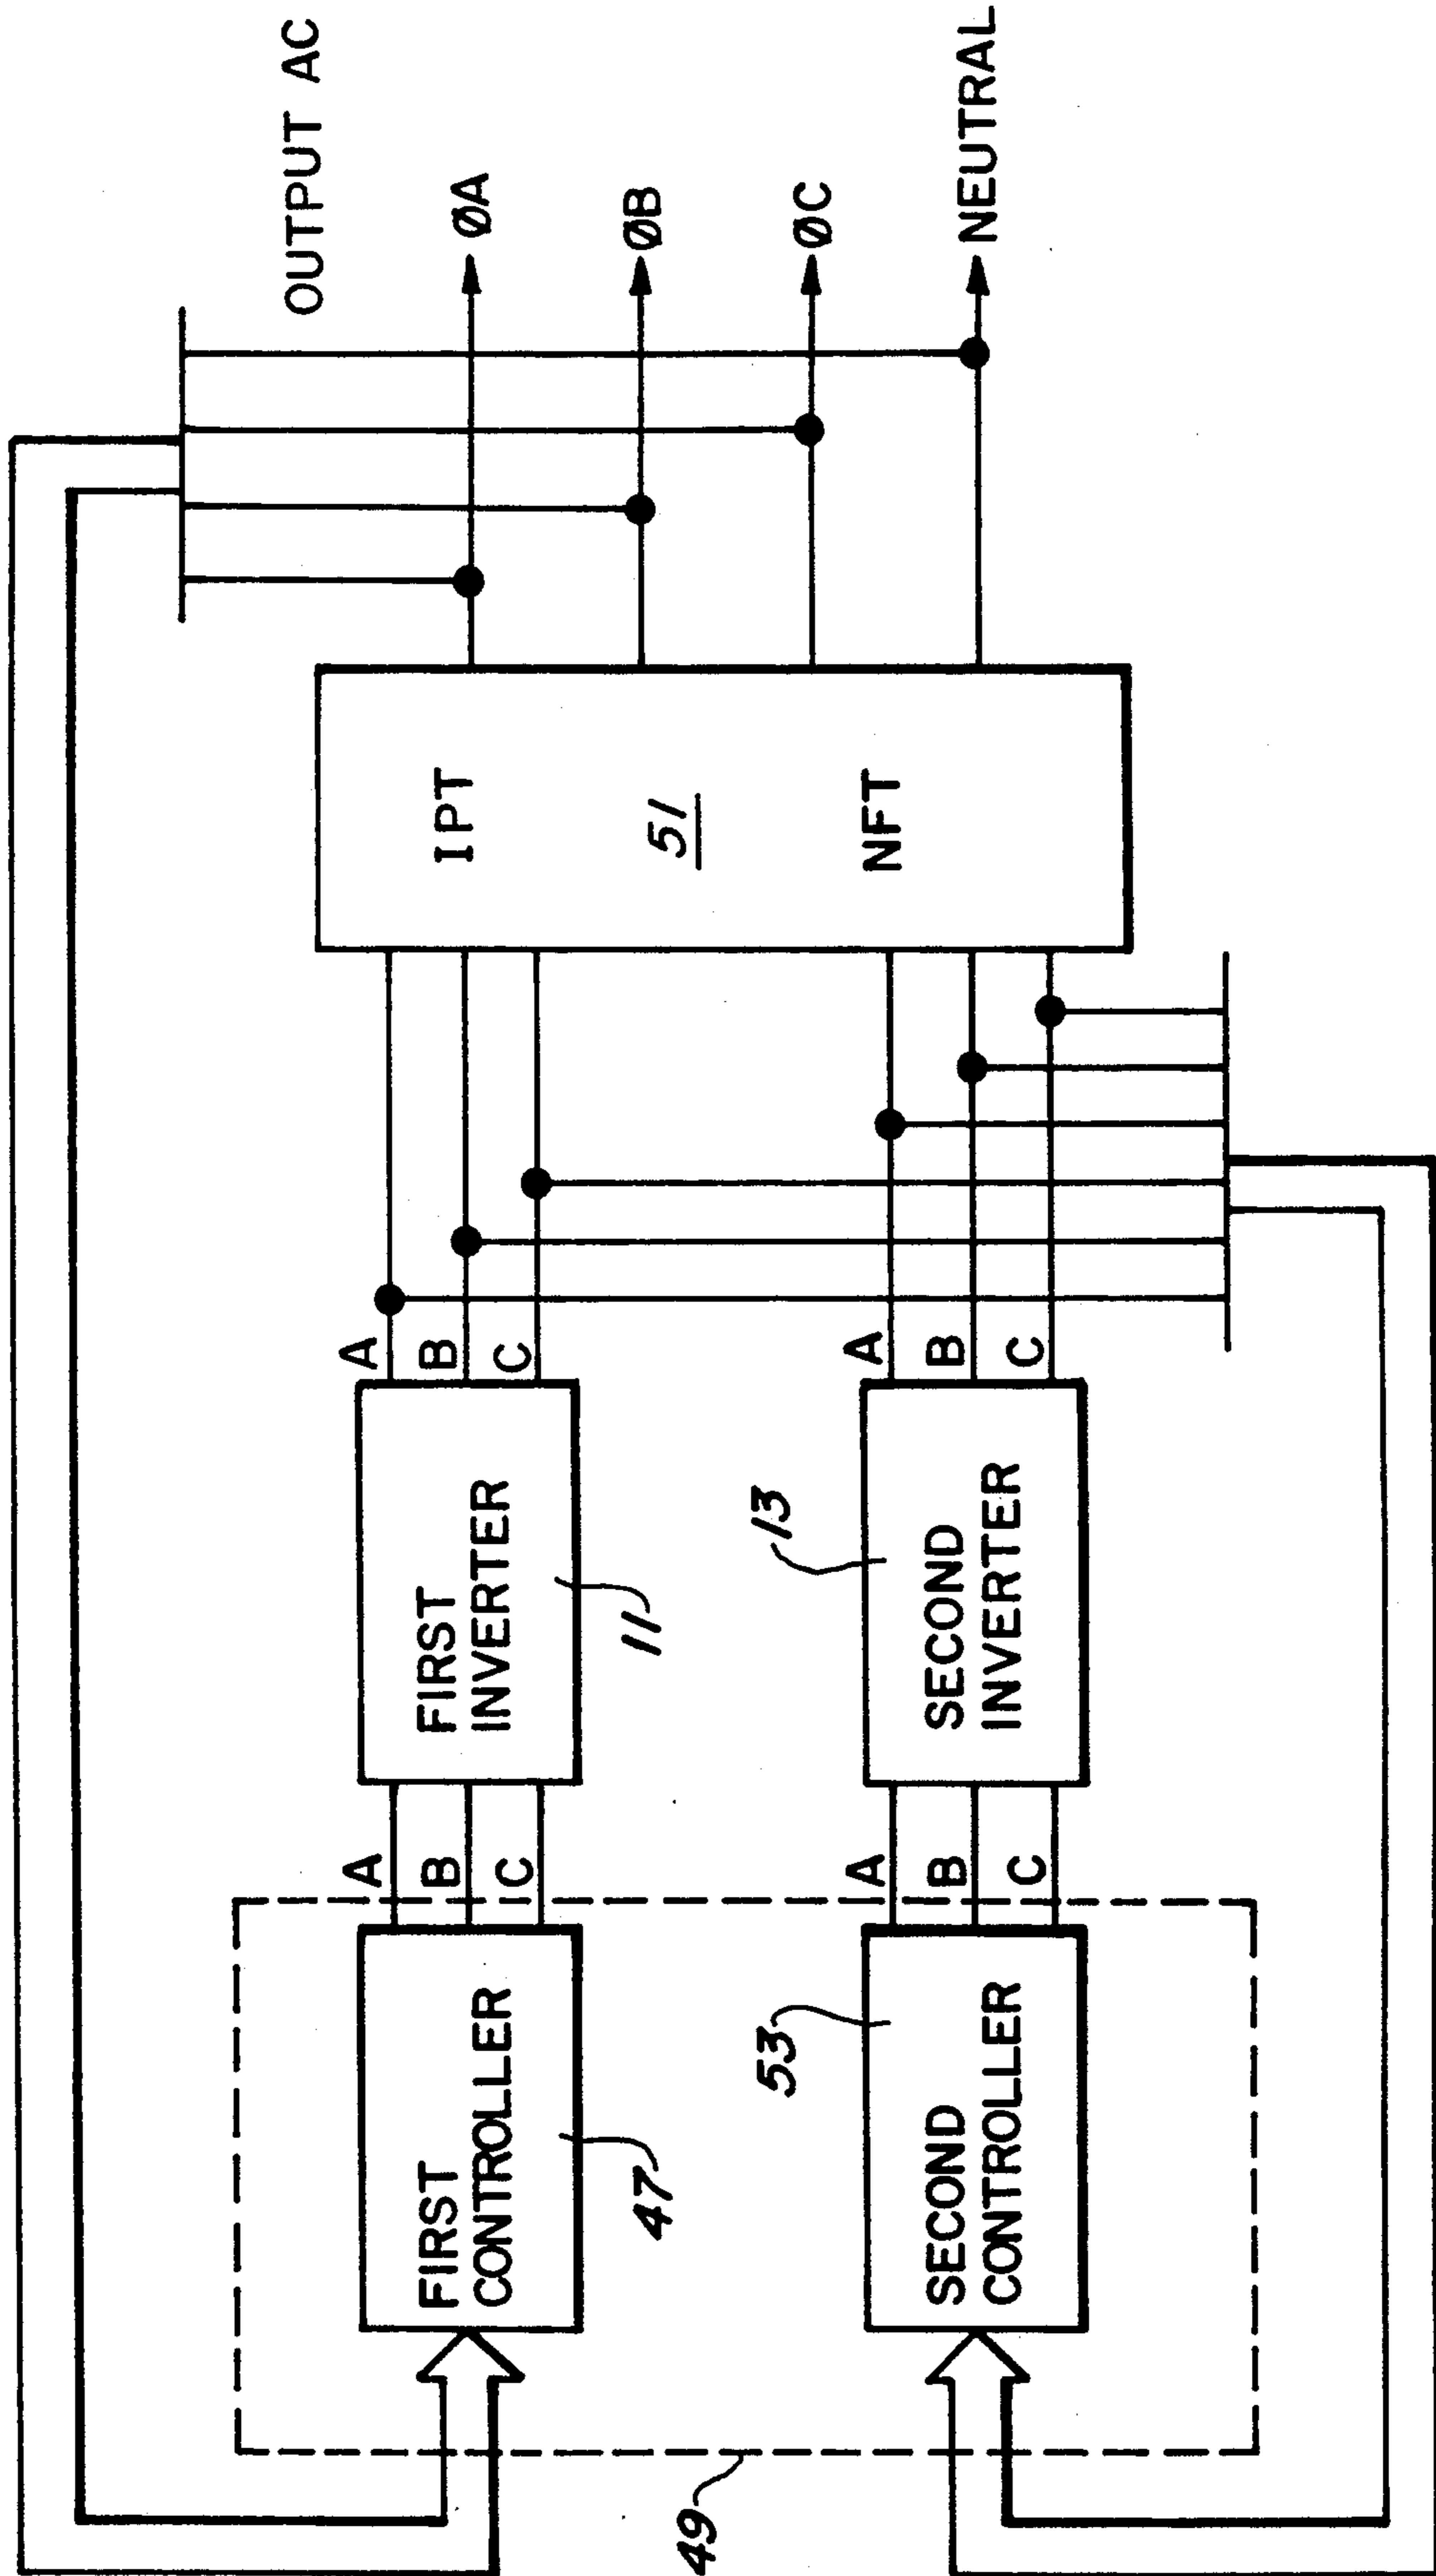 OUTPUT AC
ØA
ØB
ØC
NEUTRAL
IPT
51
NFT
A
B
C
A
B
C
FIRST
INVERTER
11
SECOND
INVERTER
13
A
B
C
A
B
C
FIRST
CONTROLLER
47
SECOND
CONTROLLER
53
49